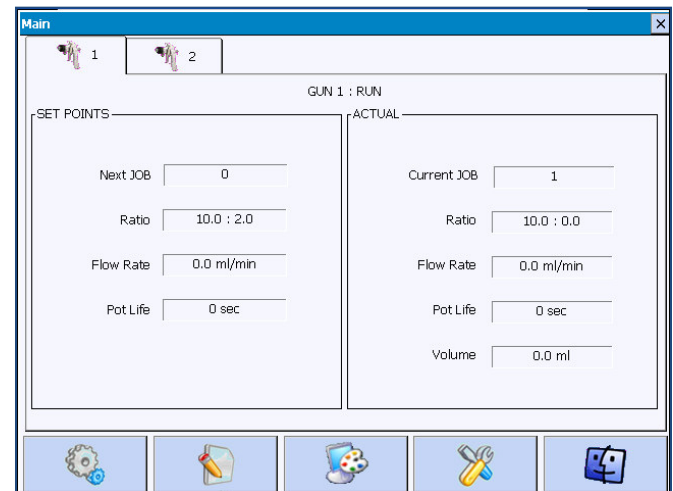 Main
1
2
GUN 1 : RUN
SET POINTS
Next JOB 0
Ratio 10.0 : 2.0
Flow Rate 0.0 ml/min
Pot Life 0 sec
ACTUAL
Current JOB 1
Ratio 10.0 : 0.0
Flow Rate 0.0 ml/min
Pot Life 0 sec
Volume 0.0 ml